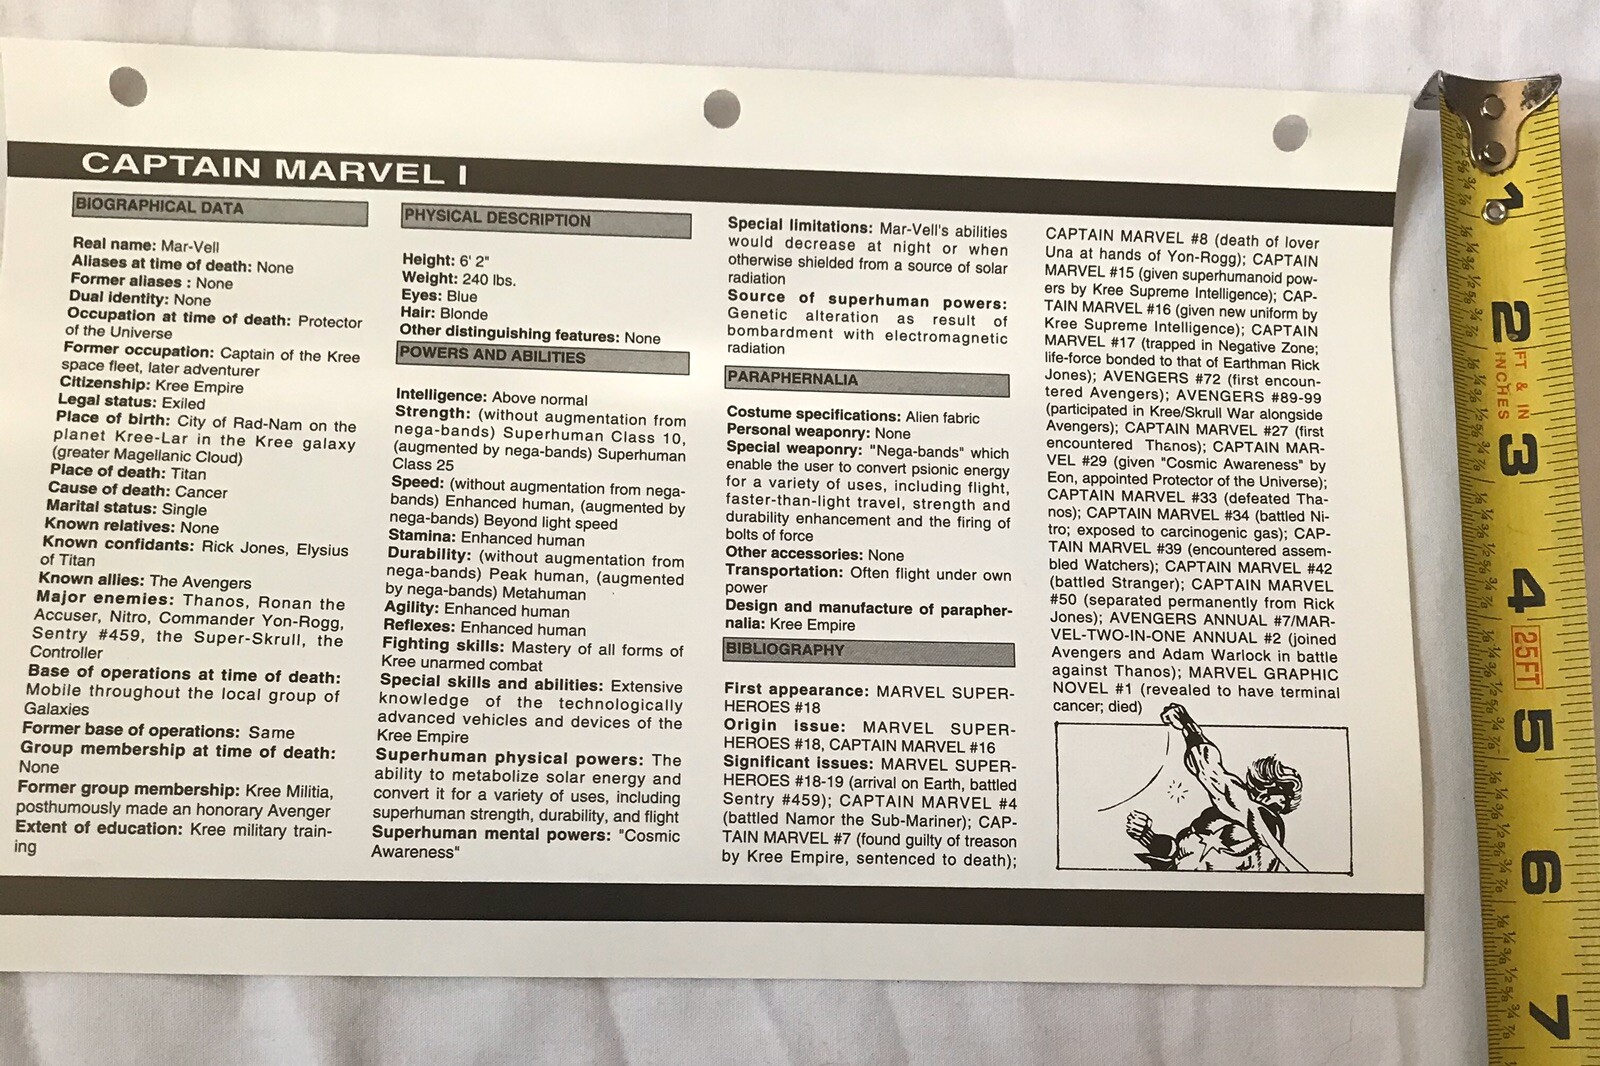 CAPTAIN MARVEL I
BIOGRAPHICAL DATA
Real name: Mar-Vell
Aliases at time of death: None
Former aliases : None
Dual identity: None
Occupation at time of death: Protector
of the Universe
Former occupation: Captain of the Kree
space fleet, later adventurer
Citizenship: Kree Empire
Legal status: Exiled
Place of birth: City of Rad-Nam on the
planet Kree-Lar in the Kree galaxy
(greater Magellanic Cloud)
Place of death: Titan
Cause of death: Cancer
Marital status: Single
Known relatives: None
Known confidants: Rick Jones, Elysius
of Titan
Known allies: The Avengers
Major enemies: Thanos, Ronan the
Accuser, Nitro, Commander Yon-Rogg,
Sentry #459, the Super-Skrull, the
Controller
Base of operations at time of death:
Mobile throughout the local group of
Galaxies
Former base of operations: Same
Group membership at time of death:
None
Former group membership: Kree Militia,
posthumously made an honorary Avenger
Extent of education: Kree military train-
ing
PHYSICAL DESCRIPTION
Height: 6' 2"
Weight: 240 lbs.
Eyes: Blue
Hair: Blonde
Other distinguishing features: None
POWERS AND ABILITIES
Intelligence: Above normal
Strength: (without augmentation from
nega-bands) Superhuman Class 10,
(augmented by nega-bands) Superhuman
Class 25
Speed: (without augmentation from nega-
bands) Enhanced human, (augmented by
nega-bands) Beyond light speed
Stamina: Enhanced human
Durability: (without augmentation from
nega-bands) Peak human, (augmented
by nega-bands) Metahuman
Agility: Enhanced human
Reflexes: Enhanced human
Fighting skills: Mastery of all forms of
Kree unarmed combat
Special skills and abilities: Extensive
knowledge of the technologically
advanced vehicles and devices of the
Kree Empire
Superhuman physical powers: The
ability to metabolize solar energy and
convert it for a variety of uses, including
superhuman strength, durability, and flight
Superhuman mental powers: "Cosmic
Awareness"
Special limitations: Mar-Vell's abilities
would decrease at night or when
otherwise shielded from a source of solar
radiation
Source of superhuman powers:
Genetic alteration as result of
bombardment with electromagnetic
radiation
PARAPHERNALIA
Costume specifications: Alien fabric
Personal weaponry: None
Special weaponry: "Nega-bands" which
enable the user to convert psionic energy
for a variety of uses, including flight,
faster-than-light travel, strength and
durability enhancement and the firing of
bolts of force
Other accessories: None
Transportation: Often flight under own
power
Design and manufacture of parapher-
nalia: Kree Empire
BIBLIOGRAPHY
First appearance: MARVEL SUPER-
HEROES #18
Origin issue: MARVEL SUPER-
HEROES #18, CAPTAIN MARVEL #16
Significant issues: MARVEL SUPER-
HEROES #18-19 (arrival on Earth, battled
Sentry #459); CAPTAIN MARVEL #4
(battled Namor the Sub-Mariner); CAP-
TAIN MARVEL #7 (found guilty of treason
by Kree Empire, sentenced to death);
CAPTAIN MARVEL #8 (death of lover
Una at hands of Yon-Rogg); CAPTAIN
MARVEL #15 (given superhumanoid pow-
ers by Kree Supreme Intelligence); CAP-
TAIN MARVEL #16 (given new uniform by
Kree Supreme Intelligence); CAPTAIN
MARVEL #17 (trapped in Negative Zone;
life-force bonded to that of Earthman Rick
Jones); AVENGERS #72 (first encoun-
tered Avengers); AVENGERS #89-99
(participated in Kree/Skrull War alongside
Avengers); CAPTAIN MARVEL #27 (first
encountered Thanos); CAPTAIN MAR-
VEL #29 (given "Cosmic Awareness" by
Eon, appointed Protector of the Universe);
CAPTAIN MARVEL #33 (defeated Tha-
nos); CAPTAIN MARVEL #34 (battled Ni-
tro; exposed to carcinogenic gas); CAP-
TAIN MARVEL #39 (encountered assem-
bled Watchers); CAPTAIN MARVEL #42
(battled Stranger); CAPTAIN MARVEL
#50 (separated permanently from Rick
Jones); AVENGERS ANNUAL #7/MAR-
VEL-TWO-IN-ONE ANNUAL #2 (joined
Avengers and Adam Warlock in battle
against Thanos); MARVEL GRAPHIC
NOVEL #1 (revealed to have terminal
cancer; died)
1
2
FT & IN
INCHES
3
4
25FT
5
6
7